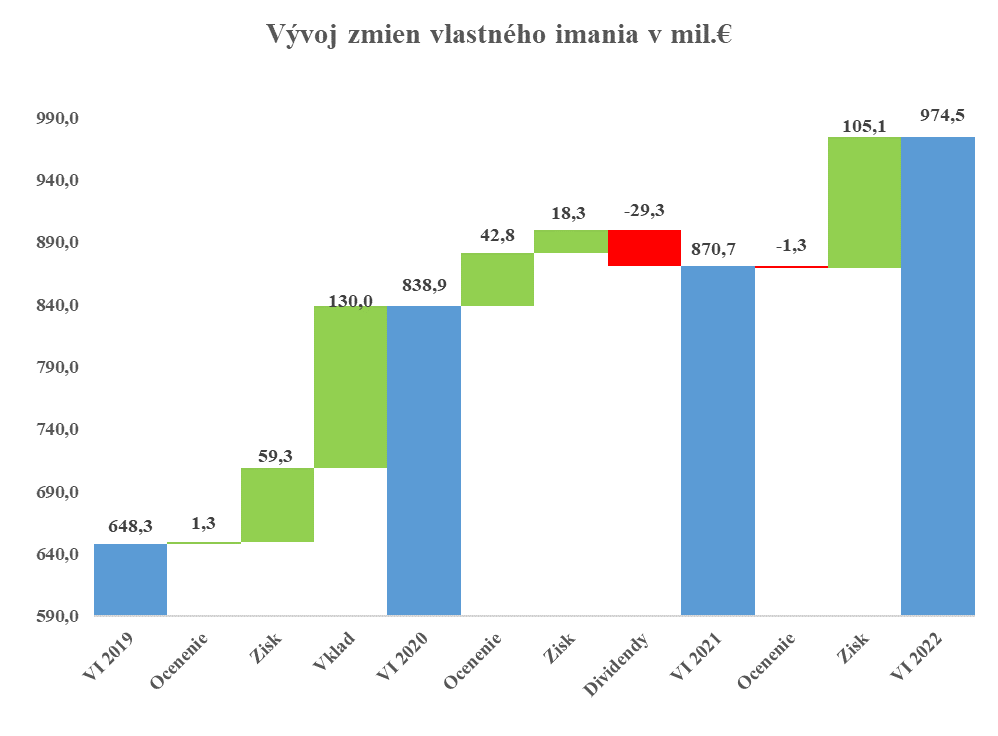 Vývoj zmien vlastného imania v mil.€
990,0
940,0
890,0
840,0
790,0
740,0
690,0
640,0
590,0
648,3
1,3
59,3
130,0
838,9
42,8
18,3
-29,3
870,7
-1,3
105,1
974,5
VI 2019
Ocenenie
Zisk
Vklad
VI 2020
Ocenenie
Zisk
Dividendy
VI 2021
Ocenenie
Zisk
VI 2022